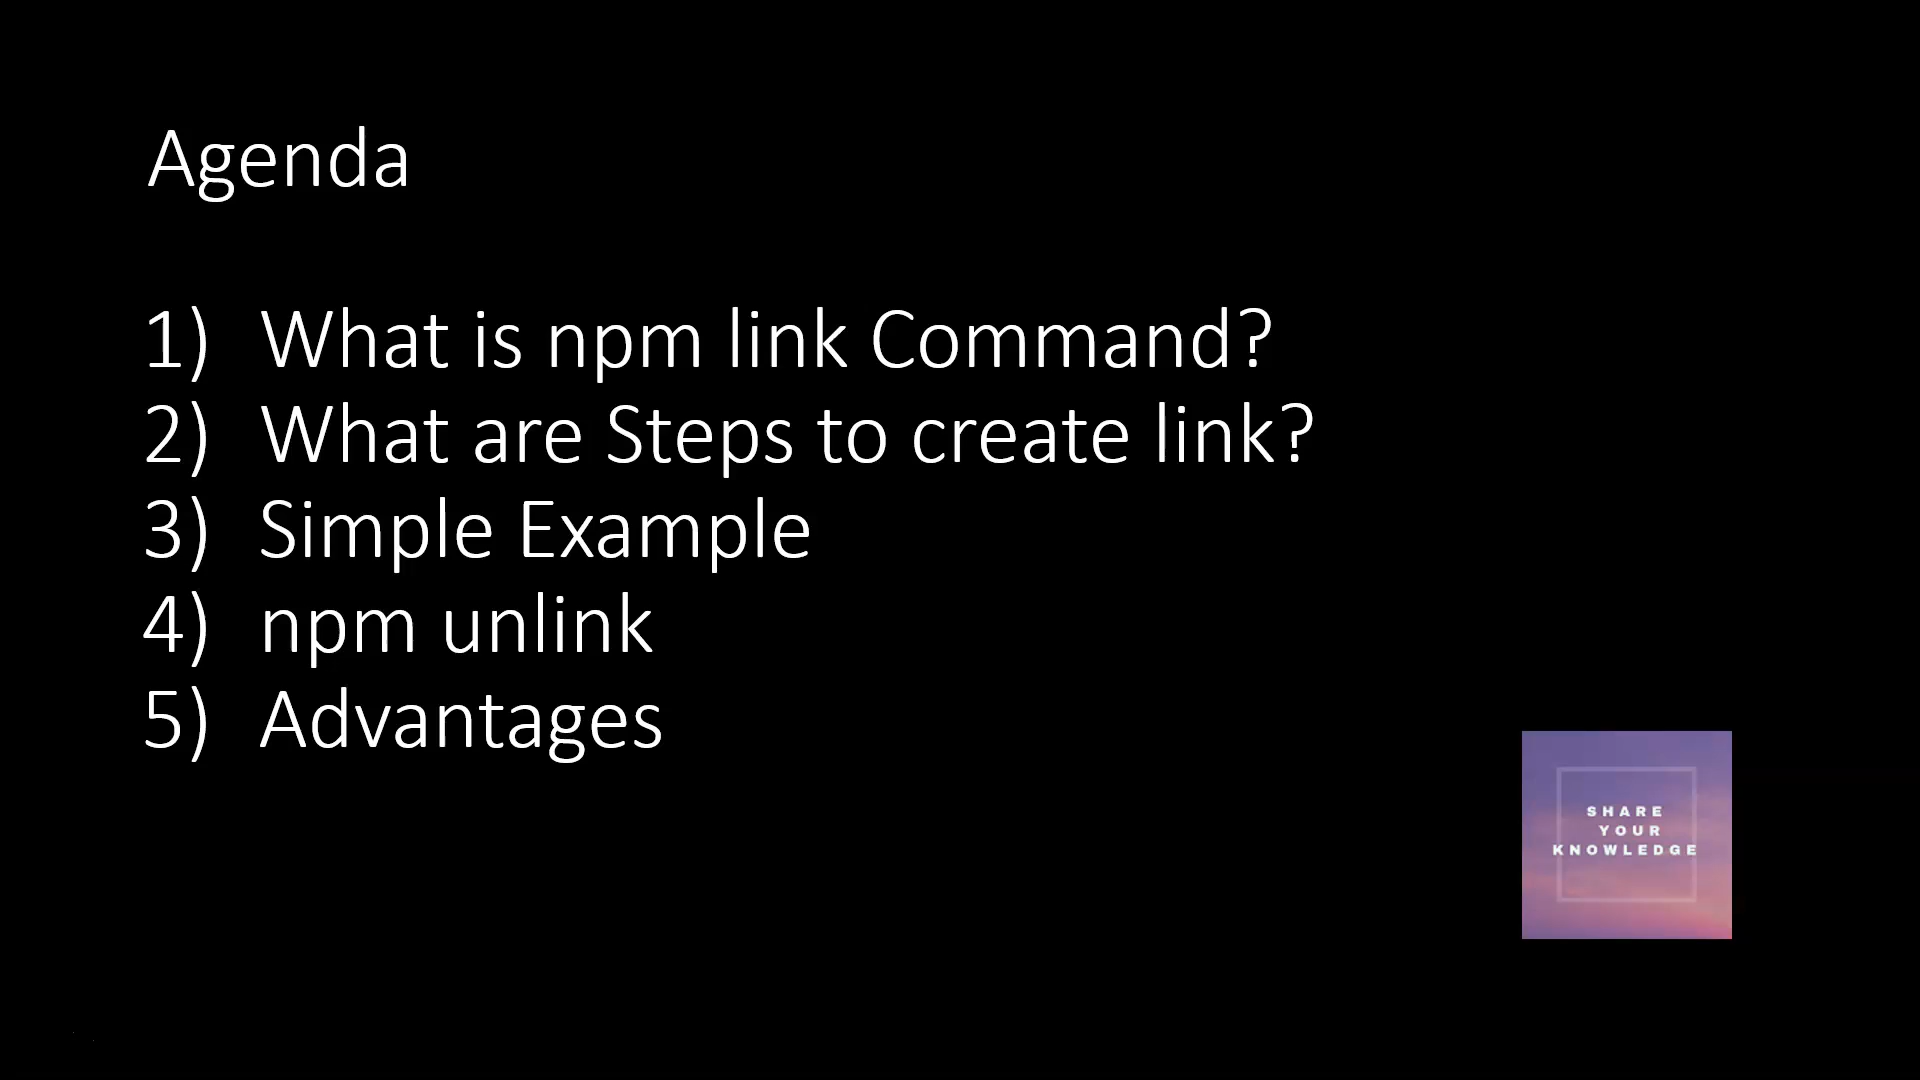 Agenda
1) What is npm link Command?
2) What are Steps to create link?
3) Simple Example
4) npm unlink
5) Advantages
SHARE
YOUR
KNOWLEDGE